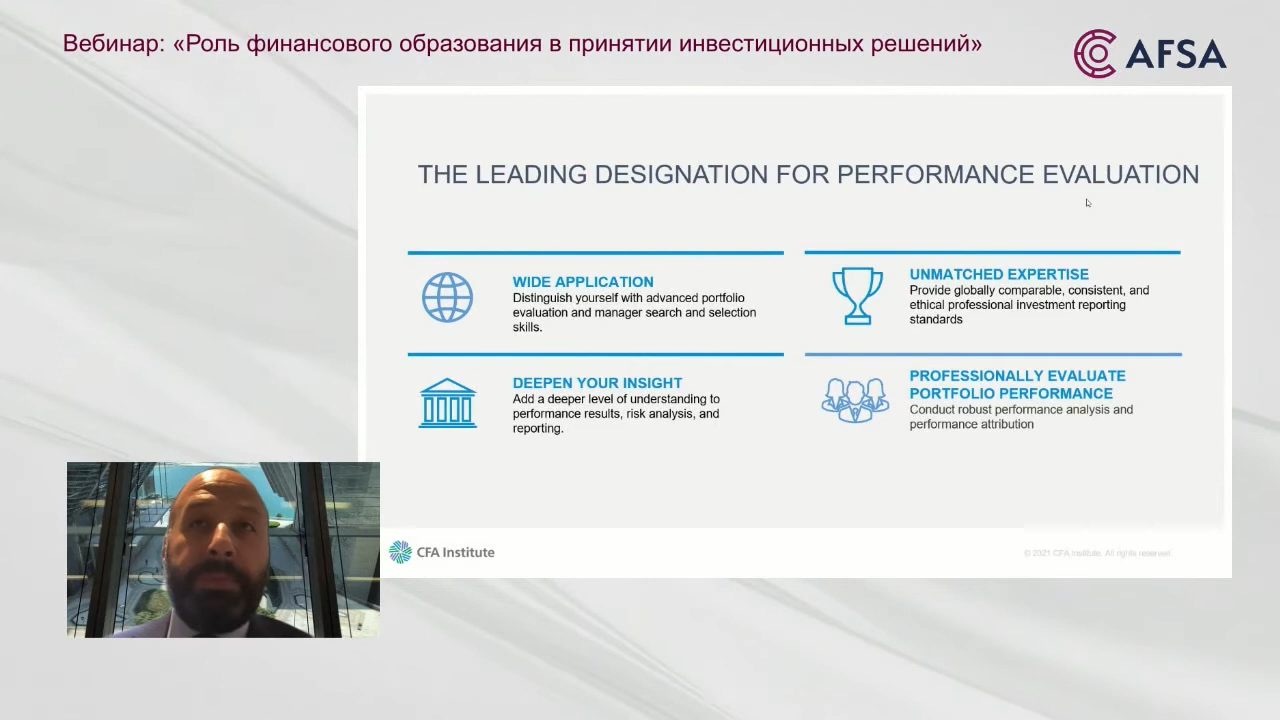 Вебинар: «Роль финансового образования в принятии инвестиционных решений»
AFSA
THE LEADING DESIGNATION FOR PERFORMANCE EVALUATION
WIDE APPLICATION
Distinguish yourself with advanced portfolio
evaluation and manager search and selection
skills.
UNMATCHED EXPERTISE
Provide globally comparable, consistent, and
ethical professional investment reporting
standards
DEEPEN YOUR INSIGHT
Add a deeper level of understanding to
performance results, risk analysis, and
reporting.
PROFESSIONALLY EVALUATE
PORTFOLIO PERFORMANCE
Conduct robust performance analysis and
performance attribution
CFA Institute
© 2021 CFA Institute. All rights reserved.